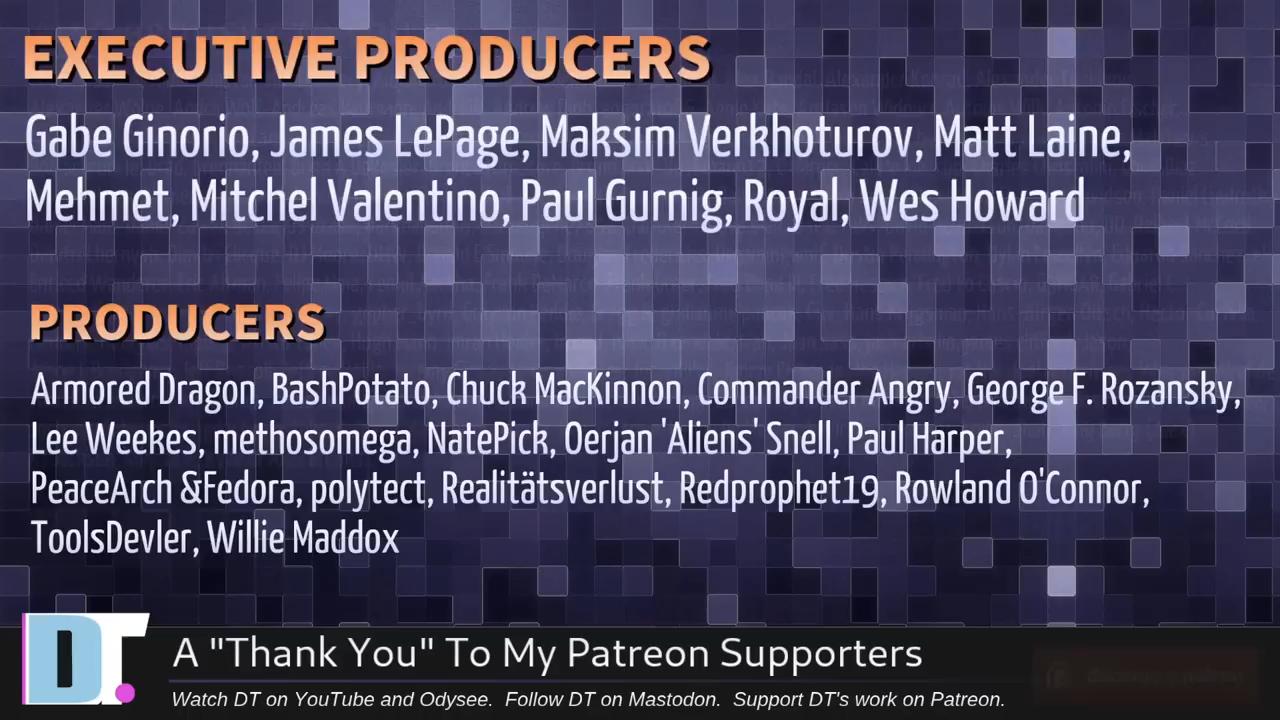 EXECUTIVE PRODUCERS
Gabe Ginorio, James LePage, Maksim Verkhoturov, Matt Laine,
Mehmet, Mitchel Valentino, Paul Gurnig, Royal, Wes Howard
PRODUCERS
Armored Dragon, BashPotato, Chuck MacKinnon, Commander Angry, George F. Rozansky,
Lee Weekes, methosomega, NatePick, Oerjan 'Aliens' Snell, Paul Harper,
PeaceArch &Fedora, polytect, Realitätsverlust, Redprophet19, Rowland O'Connor,
ToolsDevler, Willie Maddox
DT.
A "Thank You" To My Patreon Supporters
Watch DT on YouTube and Odysee. Follow DT on Mastodon. Support DT's work on Patreon.